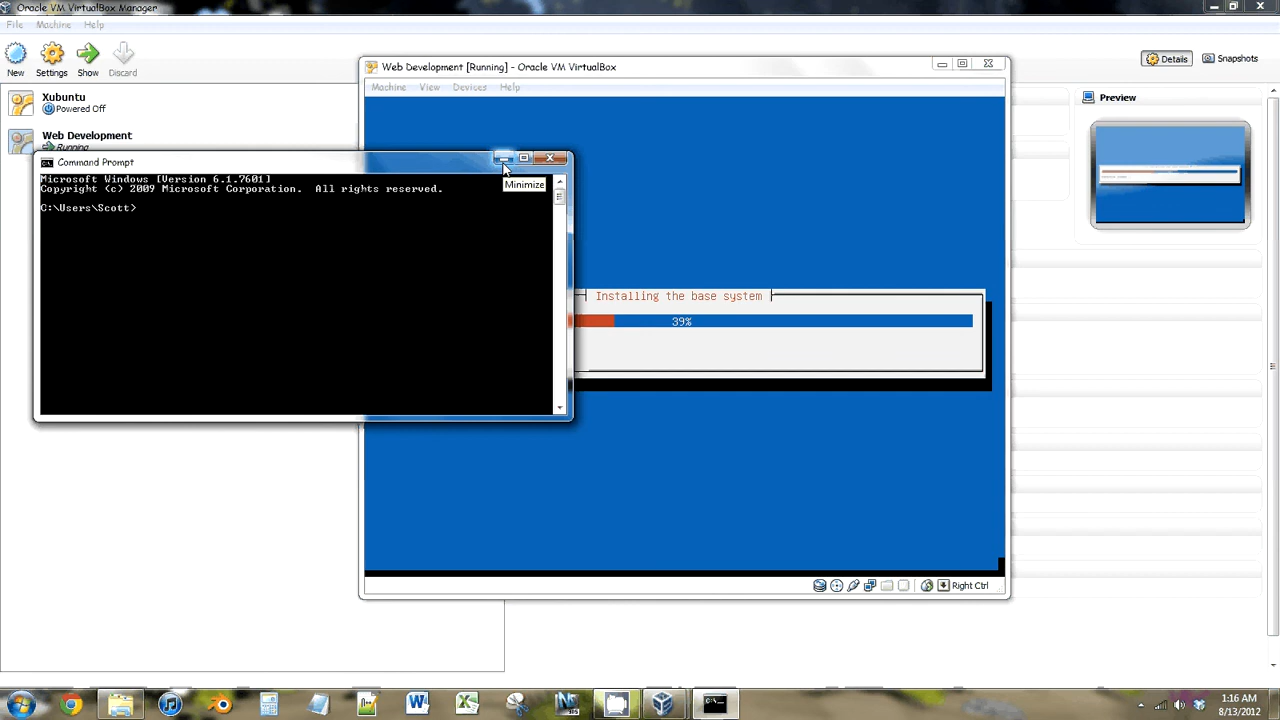 Oracle VM VirtualBox Manager
File Machine Help
New Settings Show Discard
Details Snapshots
Xubuntu
Powered Off
Web Development
Running
Web Development [Running] - Oracle VM VirtualBox
Machine View Devices Help
Preview
Command Prompt
Minimize
Microsoft Windows [Version 6.1.7601]
Copyright (c) 2009 Microsoft Corporation.  All rights reserved.
C:\Users\Scott>
Installing the base system
39%
Right Ctrl
1:16 AM
8/13/2012